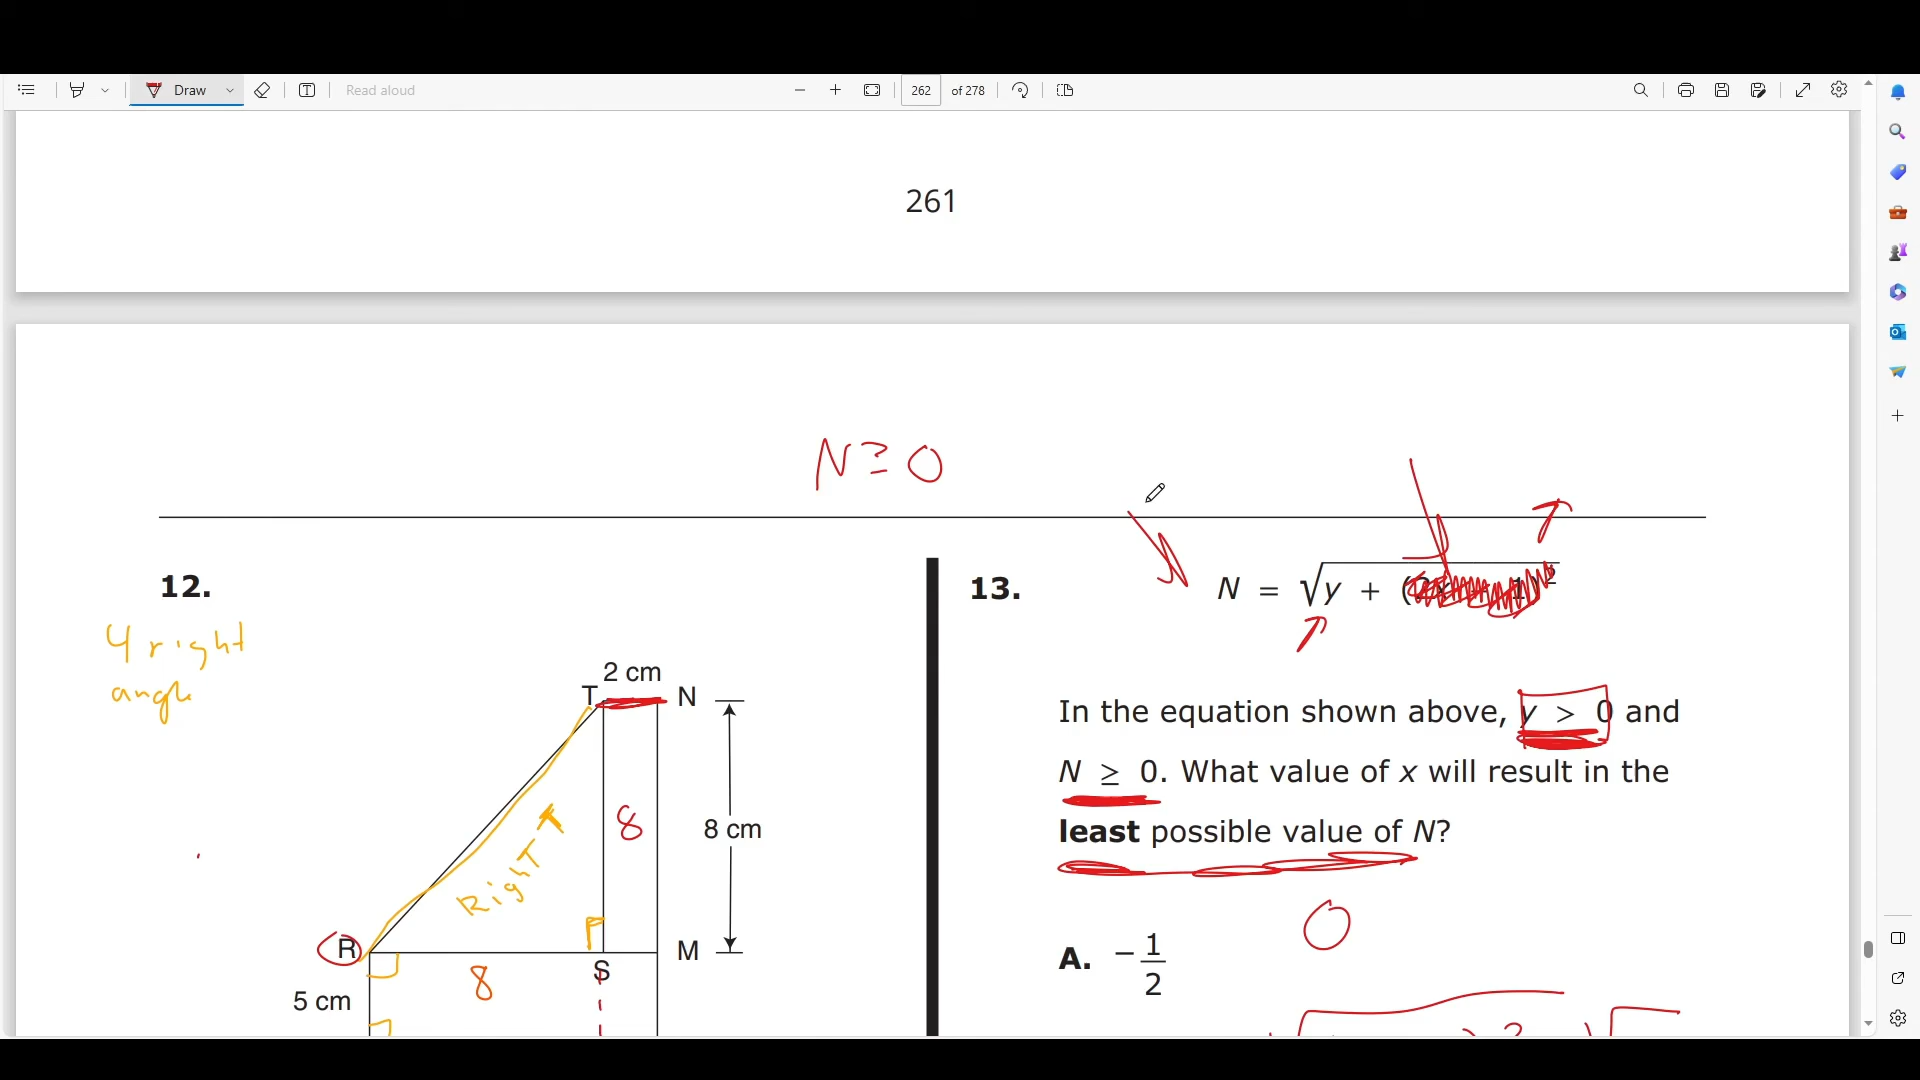 Draw
Read aloud
262 of 278
261
N ≥ 0
12.
4 right
angle
2 cm
T
N
8
8 cm
Right
R
S
M
8
5 cm
13.
N = √y + (
In the equation shown above, y > 0 and
N ≥ 0. What value of x will result in the
least possible value of N?
0
A. −1/2